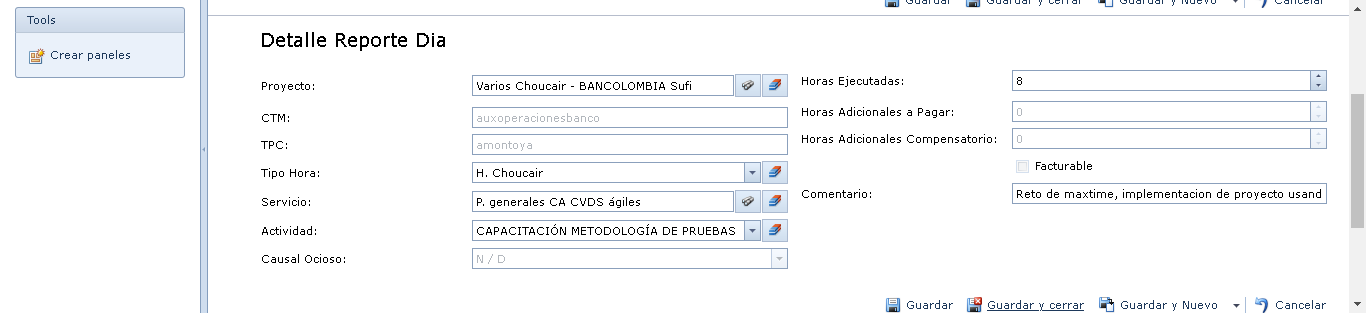 Guardar Guardar y cerrar Guardar y Nuevo Cancelar
Tools
Crear paneles
Detalle Reporte Dia
Proyecto: Varios Choucair - BANCOLOMBIA Sufi
CTM: auxoperacionesbanco
TPC: amontoya
Tipo Hora: H. Choucair
Servicio: P. generales CA CVDS ágiles
Actividad: CAPACITACIÓN METODOLOGÍA DE PRUEBAS
Causal Ocioso: N / D
Horas Ejecutadas: 8
Horas Adicionales a Pagar: 0
Horas Adicionales Compensatorio: 0
Facturable
Comentario: Reto de maxtime, implementacion de proyecto usand
Guardar Guardar y cerrar Guardar y Nuevo Cancelar